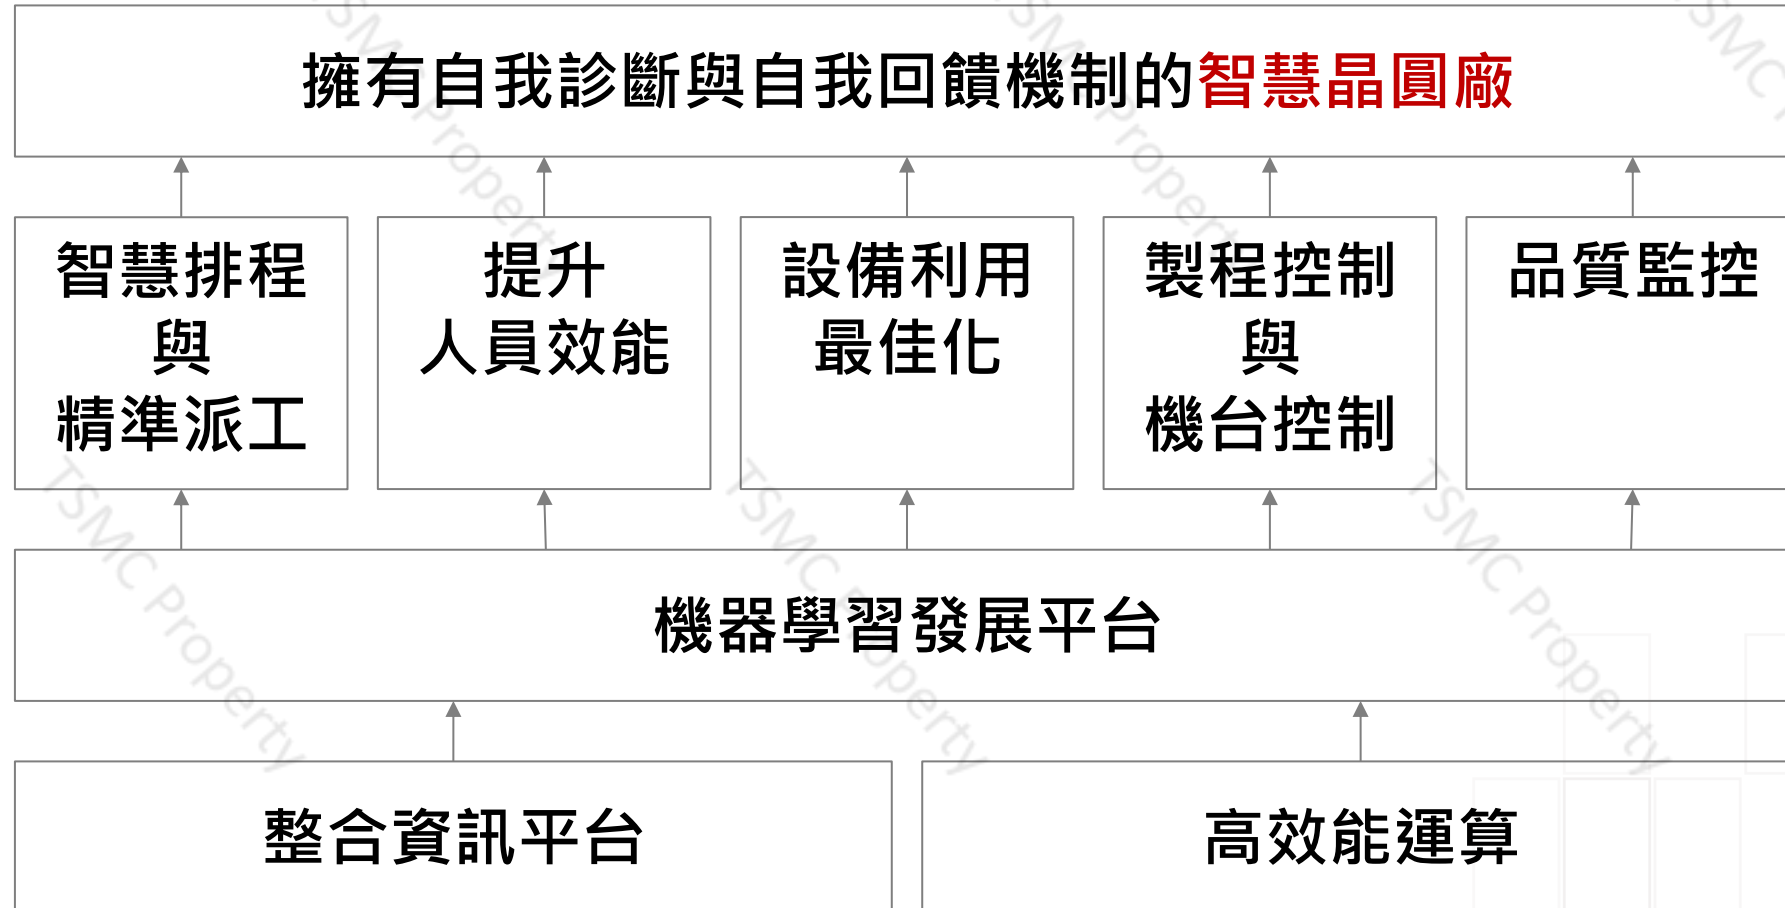 擁有自我診斷與自我回饋機制的智慧晶圓廠
智慧排程
與
精準派工
提升
人員效能
設備利用
最佳化
製程控制
與
機台控制
品質監控
機器學習發展平台
整合資訊平台
高效能運算
TSMC Property
TSMC Property
TSMC
TSMC Property
TSMC Property
TSMC Property